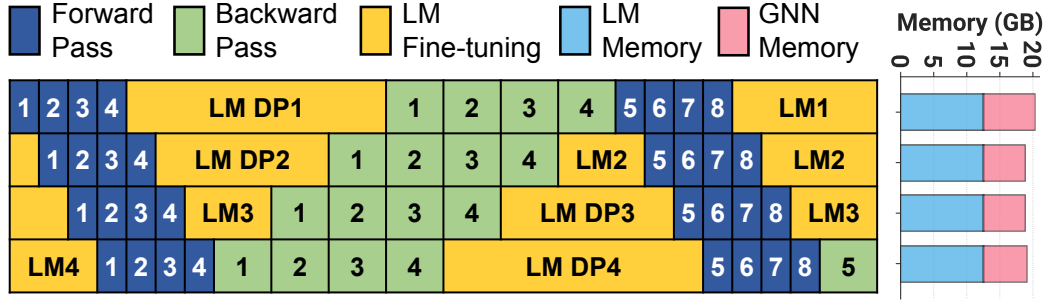 Forward Pass
Backward Pass
LM Fine-tuning
LM Memory
GNN Memory
Memory (GB)
0 5 10 15 20
1 2 3 4 LM DP1 1 2 3 4 5 6 7 8 LM1
1 2 3 4 LM DP2 1 2 3 4 LM2 5 6 7 8 LM2
1 2 3 4 LM3 1 2 3 4 LM DP3 5 6 7 8 LM3
LM4 1 2 3 4 1 2 3 4 LM DP4 5 6 7 8 5